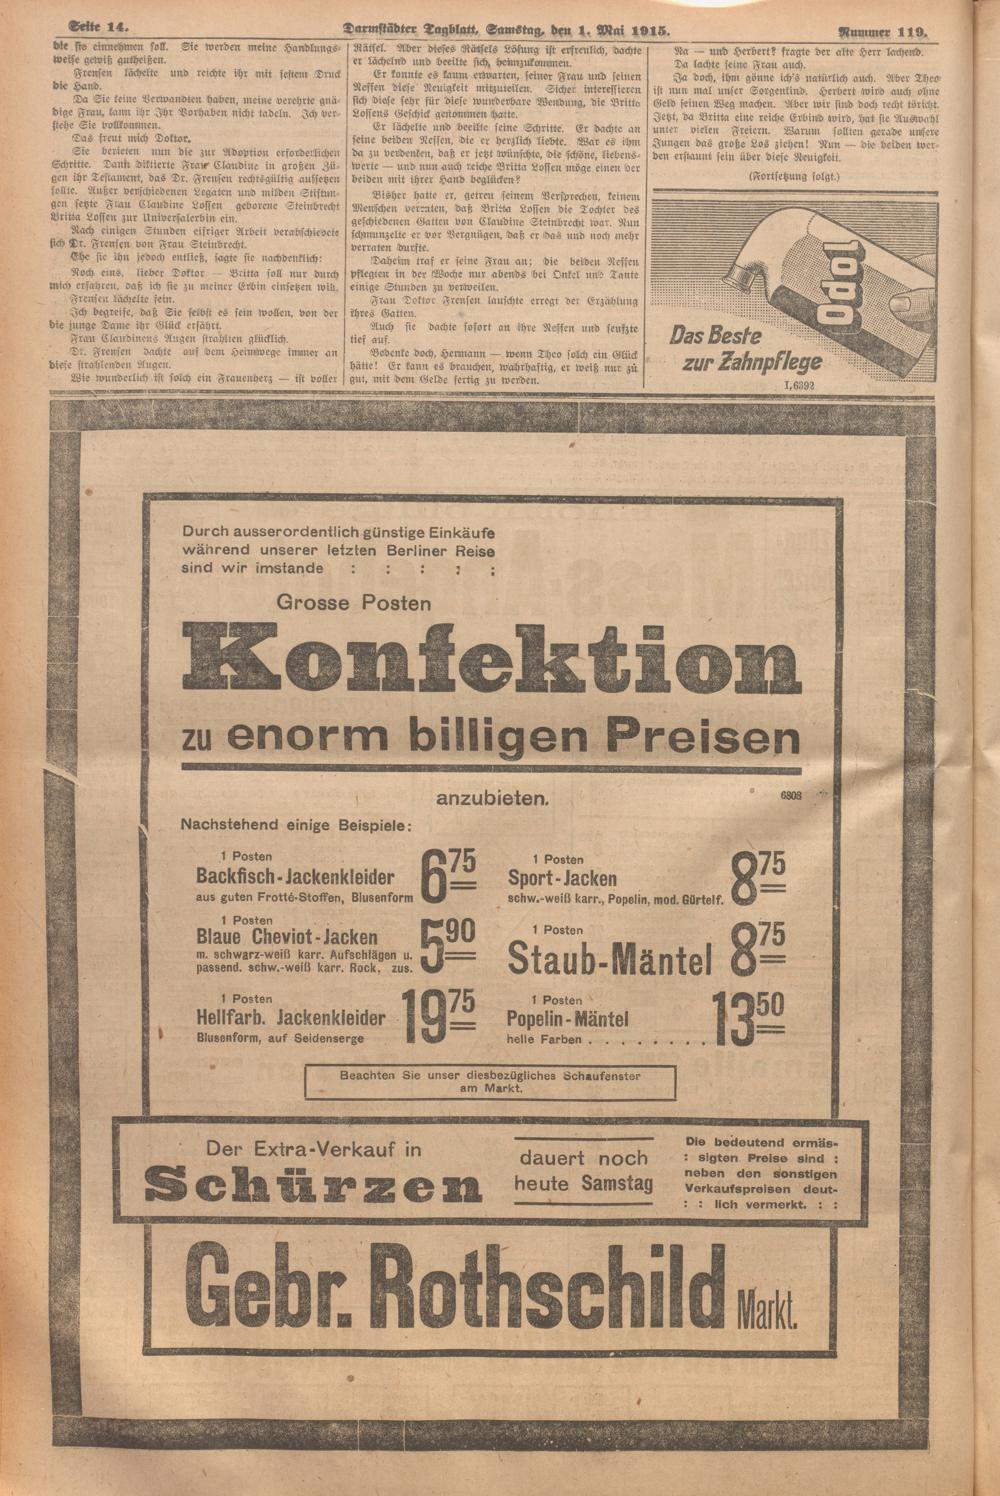 Seite 14.
Darmstädter Tagblatt, Samstag, den 1. Mai 1915.
Nummer 119.
die sie einnehmen soll. Sie werden meine Handlungs-
weise gewiß gutheißen.
Frensen lächelte und reichte ihr mit festem Druck
die Hand.
Da Sie keine Verwandten haben, meine verehrte gnä-
dige Frau, kann ihr Ihr Vorhaben nicht tadeln. Ich ver-
stehe Sie vollkommen.
Das freut mich Doktor.
Sie berieten nun die zur Adoption erforderlichen
Schritte. Dann diktierte Frau Claudine in großen Zü-
gen ihr Testament, das Dr. Frensen rechtsgültig aufsetzen
sollte. Außer verschiedenen Legaten und milden Stiftun-
gen setzte Frau Claudine Lossen geborene Steinbrecht
Britta Lossen zur Universalerbin ein.
Nach einigen Stunden eifriger Arbeit verabschiedete
sich Dr. Frensen von Frau Steinbrecht.
Ehe sie ihn jedoch entließ, sagte sie nachdenklich:
Noch eins, lieber Doktor — Britta soll nur durch
mich erfahren, daß ich sie zu meiner Erbin einsetzen will.
Frensen lächelte fein.
Ich begreife, daß Sie selbst es sein wollen, von der
die junge Dame ihr Glück erfährt.
Frau Claudinens Augen strahlten glücklich.
Dr. Frensen dachte auf dem Heimwege immer an
diese strahlenden Augen.
Wie wunderlich ist solch ein Frauenherz — ist voller
Rätsel. Aber dieses Rätsels Lösung ist erfreulich, dachte
er lächelnd und beeilte sich, heimzukommen.
Er konnte es kaum erwarten, seiner Frau und seinen
Neffen diese Neuigkeit mitzuteilen. Sicher interessieren
sich diese sehr für diese wunderbare Wendung, die Britta
Lossens Geschick genommen hatte.
Er lächelte und beeilte seine Schritte. Er dachte an
seine beiden Neffen, die er herzlich liebte. War es ihm
da zu verdenken, daß er jetzt wünschte, die schöne, liebens-
werte — und nun auch reiche Britta Lossen möge einen der
beiden mit ihrer Hand beglücken?
Bisher hatte er, getreu seinem Versprechen, keinem
Menschen verraten, daß Britta Lossen die Tochter des
geschiedenen Gatten von Claudine Steinbrecht war. Nun
schmunzelte er vor Vergnügen, daß er das und noch mehr
verraten durfte.
Daheim traf er seine Frau an; die beiden Neffen
pflegten in der Woche nur abends bei Onkel und Tante
einige Stunden zu verweilen.
Frau Doktor Frensen lauschte erregt der Erzählung
ihres Gatten.
Auch sie dachte sofort an ihre Neffen und seufzte
tief auf.
Bedenke doch, Hermann — wenn Theo solch ein Glück
hätte! Er kann es brauchen, wahrhaftig, er weiß nur zu
gut, mit dem Gelde fertig zu werden.
Na — und Herbert? fragte der alte Herr lachend.
Da lachte seine Frau auch.
Ja doch, ihm gönne ich's natürlich auch. Aber Theo
ist nun mal unser Sorgenkind. Herbert wird auch ohne
Geld seinen Weg machen. Aber wir sind doch recht töricht.
Jetzt, da Britta eine reiche Erbin wird, hat sie Auswahl
unter vielen Freiern. Warum sollten gerade unsere
Jungen das große Los ziehen! Nun — die beiden wer-
den erstaunt sein über diese Neuigkeit.
(Fortsetzung folgt.)
Odol
Das Beste
zur Zahnpflege
I,6392
Durch ausserordentlich günstige Einkäufe
während unserer letzten Berliner Reise
sind wir imstande : : : : :
Grosse Posten
Konfektion
zu enorm billigen Preisen
anzubieten.
6808
Nachstehend einige Beispiele:
1 Posten
Backfisch-Jackenkleider
aus guten Frotté-Stoffen, Blusenform
6 75
1 Posten
Blaue Cheviot-Jacken
m. schwarz-weiß karr. Aufschlägen u.
passend. schw.-weiß karr. Rock, zus.
5 90
1 Posten
Hellfarb. Jackenkleider
Blusenform, auf Seidenserge
19 75
1 Posten
Sport-Jacken
schw.-weiß karr., Popelin, mod. Gürtelf.
8 75
1 Posten
Staub-Mäntel
8 75
1 Posten
Popelin-Mäntel
helle Farben . . . . . . . .
13 50
Beachten Sie unser diesbezügliches Schaufenster
am Markt.
Der Extra-Verkauf in
Schürzen
dauert noch
heute Samstag
Die bedeutend ermäs-
: sigten Preise sind :
neben den sonstigen
Verkaufspreisen deut-
: : lich vermerkt. : :
Gebr. Rothschild Markt.